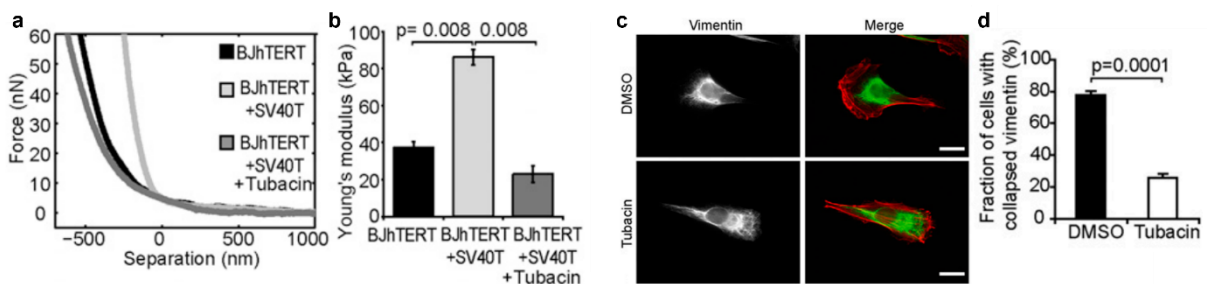 a
60
50
40
30
20
10
0
Force (nN)
−500
0
500
1000
Separation (nm)
BJhTERT
BJhTERT
+SV40T
BJhTERT
+SV40T
+Tubacin
b
p= 0.008
0.008
100
80
60
40
20
0
Young's modulus (kPa)
BJhTERT
BJhTERT
+SV40T
BJhTERT
+SV40T
+Tubacin
c
Vimentin
Merge
DMSO
Tubacin
d
p=0.0001
100
80
60
40
20
0
Fraction of cells with
collapsed vimentin (%)
DMSO
Tubacin